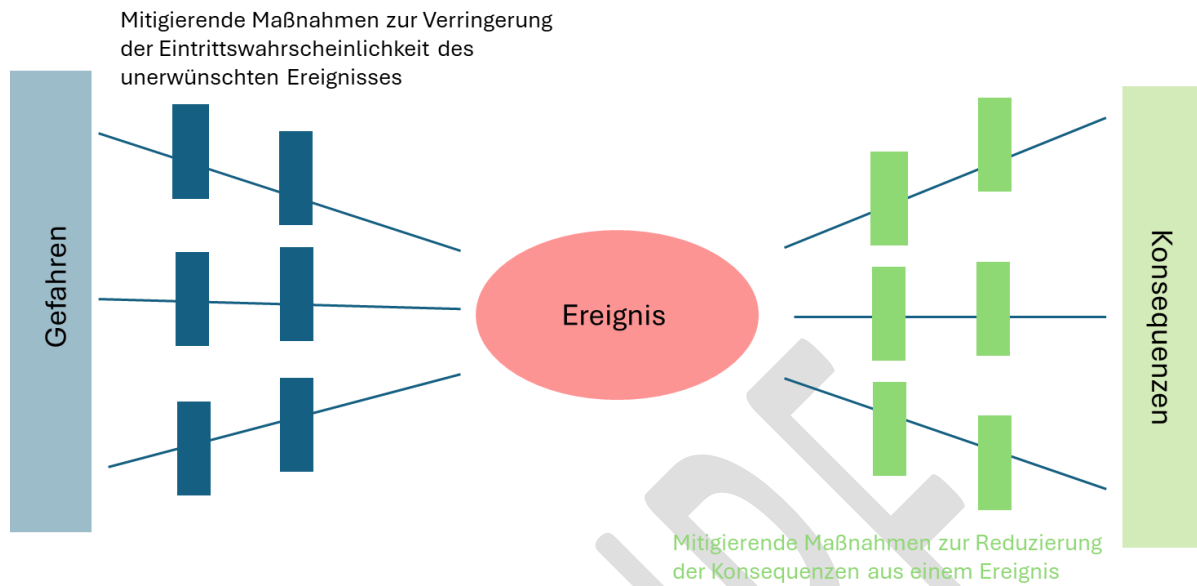 Mitigierende Maßnahmen zur Verringerung
der Eintrittswahrscheinlichkeit des
unerwünschten Ereignisses
Gefahren
Ereignis
Konsequenzen
Mitigierende Maßnahmen zur Reduzierung
der Konsequenzen aus einem Ereignis